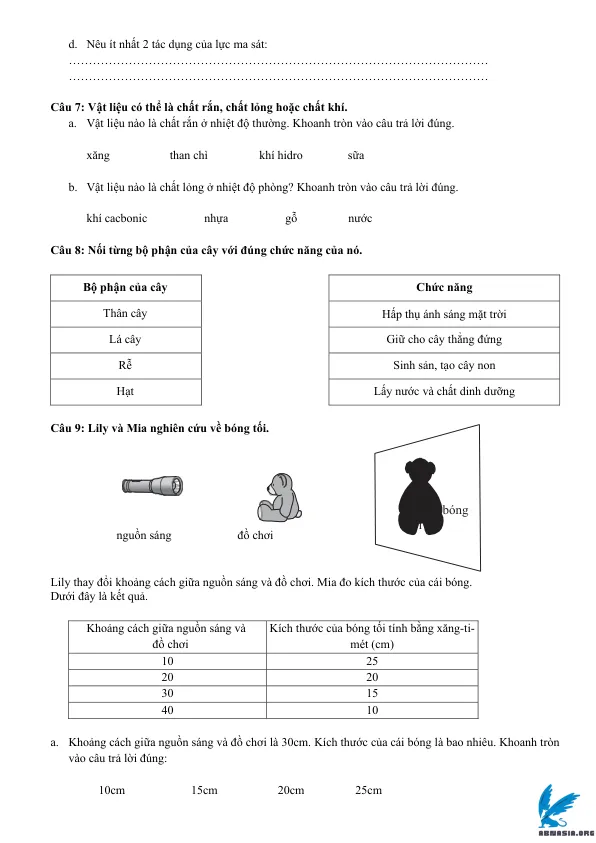 d. Nêu ít nhất 2 tác dụng của lực ma sát:
……………………………………………………………………………………………
……………………………………………………………………………………………
Câu 7: Vật liệu có thể là chất rắn, chất lỏng hoặc chất khí.
a. Vật liệu nào là chất rắn ở nhiệt độ thường. Khoanh tròn vào câu trả lời đúng.
xăng than chì khí hidro sữa
b. Vật liệu nào là chất lỏng ở nhiệt độ phòng? Khoanh tròn vào câu trả lời đúng.
khí cacbonic nhựa gỗ nước
Câu 8: Nối từng bộ phận của cây với đúng chức năng của nó.
Bộ phận của cây Chức năng
Thân cây Hấp thụ ánh sáng mặt trời
Lá cây Giữ cho cây thẳng đứng
Rễ Sinh sản, tạo cây non
Hạt Lấy nước và chất dinh dưỡng
Câu 9: Lily và Mia nghiên cứu về bóng tối.
bóng
nguồn sáng đồ chơi
Lily thay đổi khoảng cách giữa nguồn sáng và đồ chơi. Mia đo kích thước của cái bóng.
Dưới đây là kết quả.
Khoảng cách giữa nguồn sáng và Kích thước của bóng tối tính bằng xăng-ti-
đồ chơi mét (cm)
10 25
20 20
30 15
40 10
a. Khoảng cách giữa nguồn sáng và đồ chơi là 30cm. Kích thước của cái bóng là bao nhiêu. Khoanh tròn
vào câu trả lời đúng:
10cm 15cm 20cm 25cm
ABMASIA.ORG